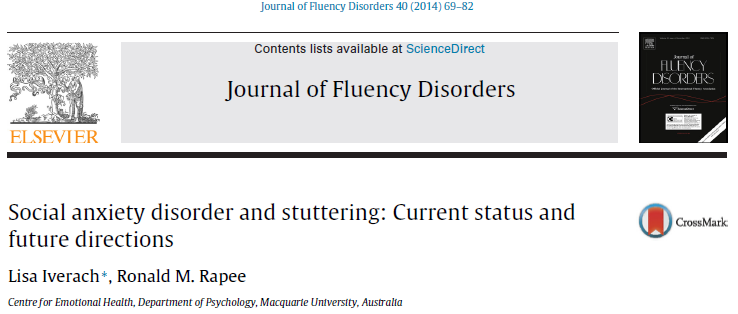 Journal of Fluency Disorders 40 (2014) 69–82
Contents lists available at ScienceDirect
Journal of Fluency Disorders
ELSEVIER
Journal of
FLUENCY
DISORDERS
Social anxiety disorder and stuttering: Current status and
future directions
CrossMark
Lisa Iverach*, Ronald M. Rapee
Centre for Emotional Health, Department of Psychology, Macquarie University, Australia